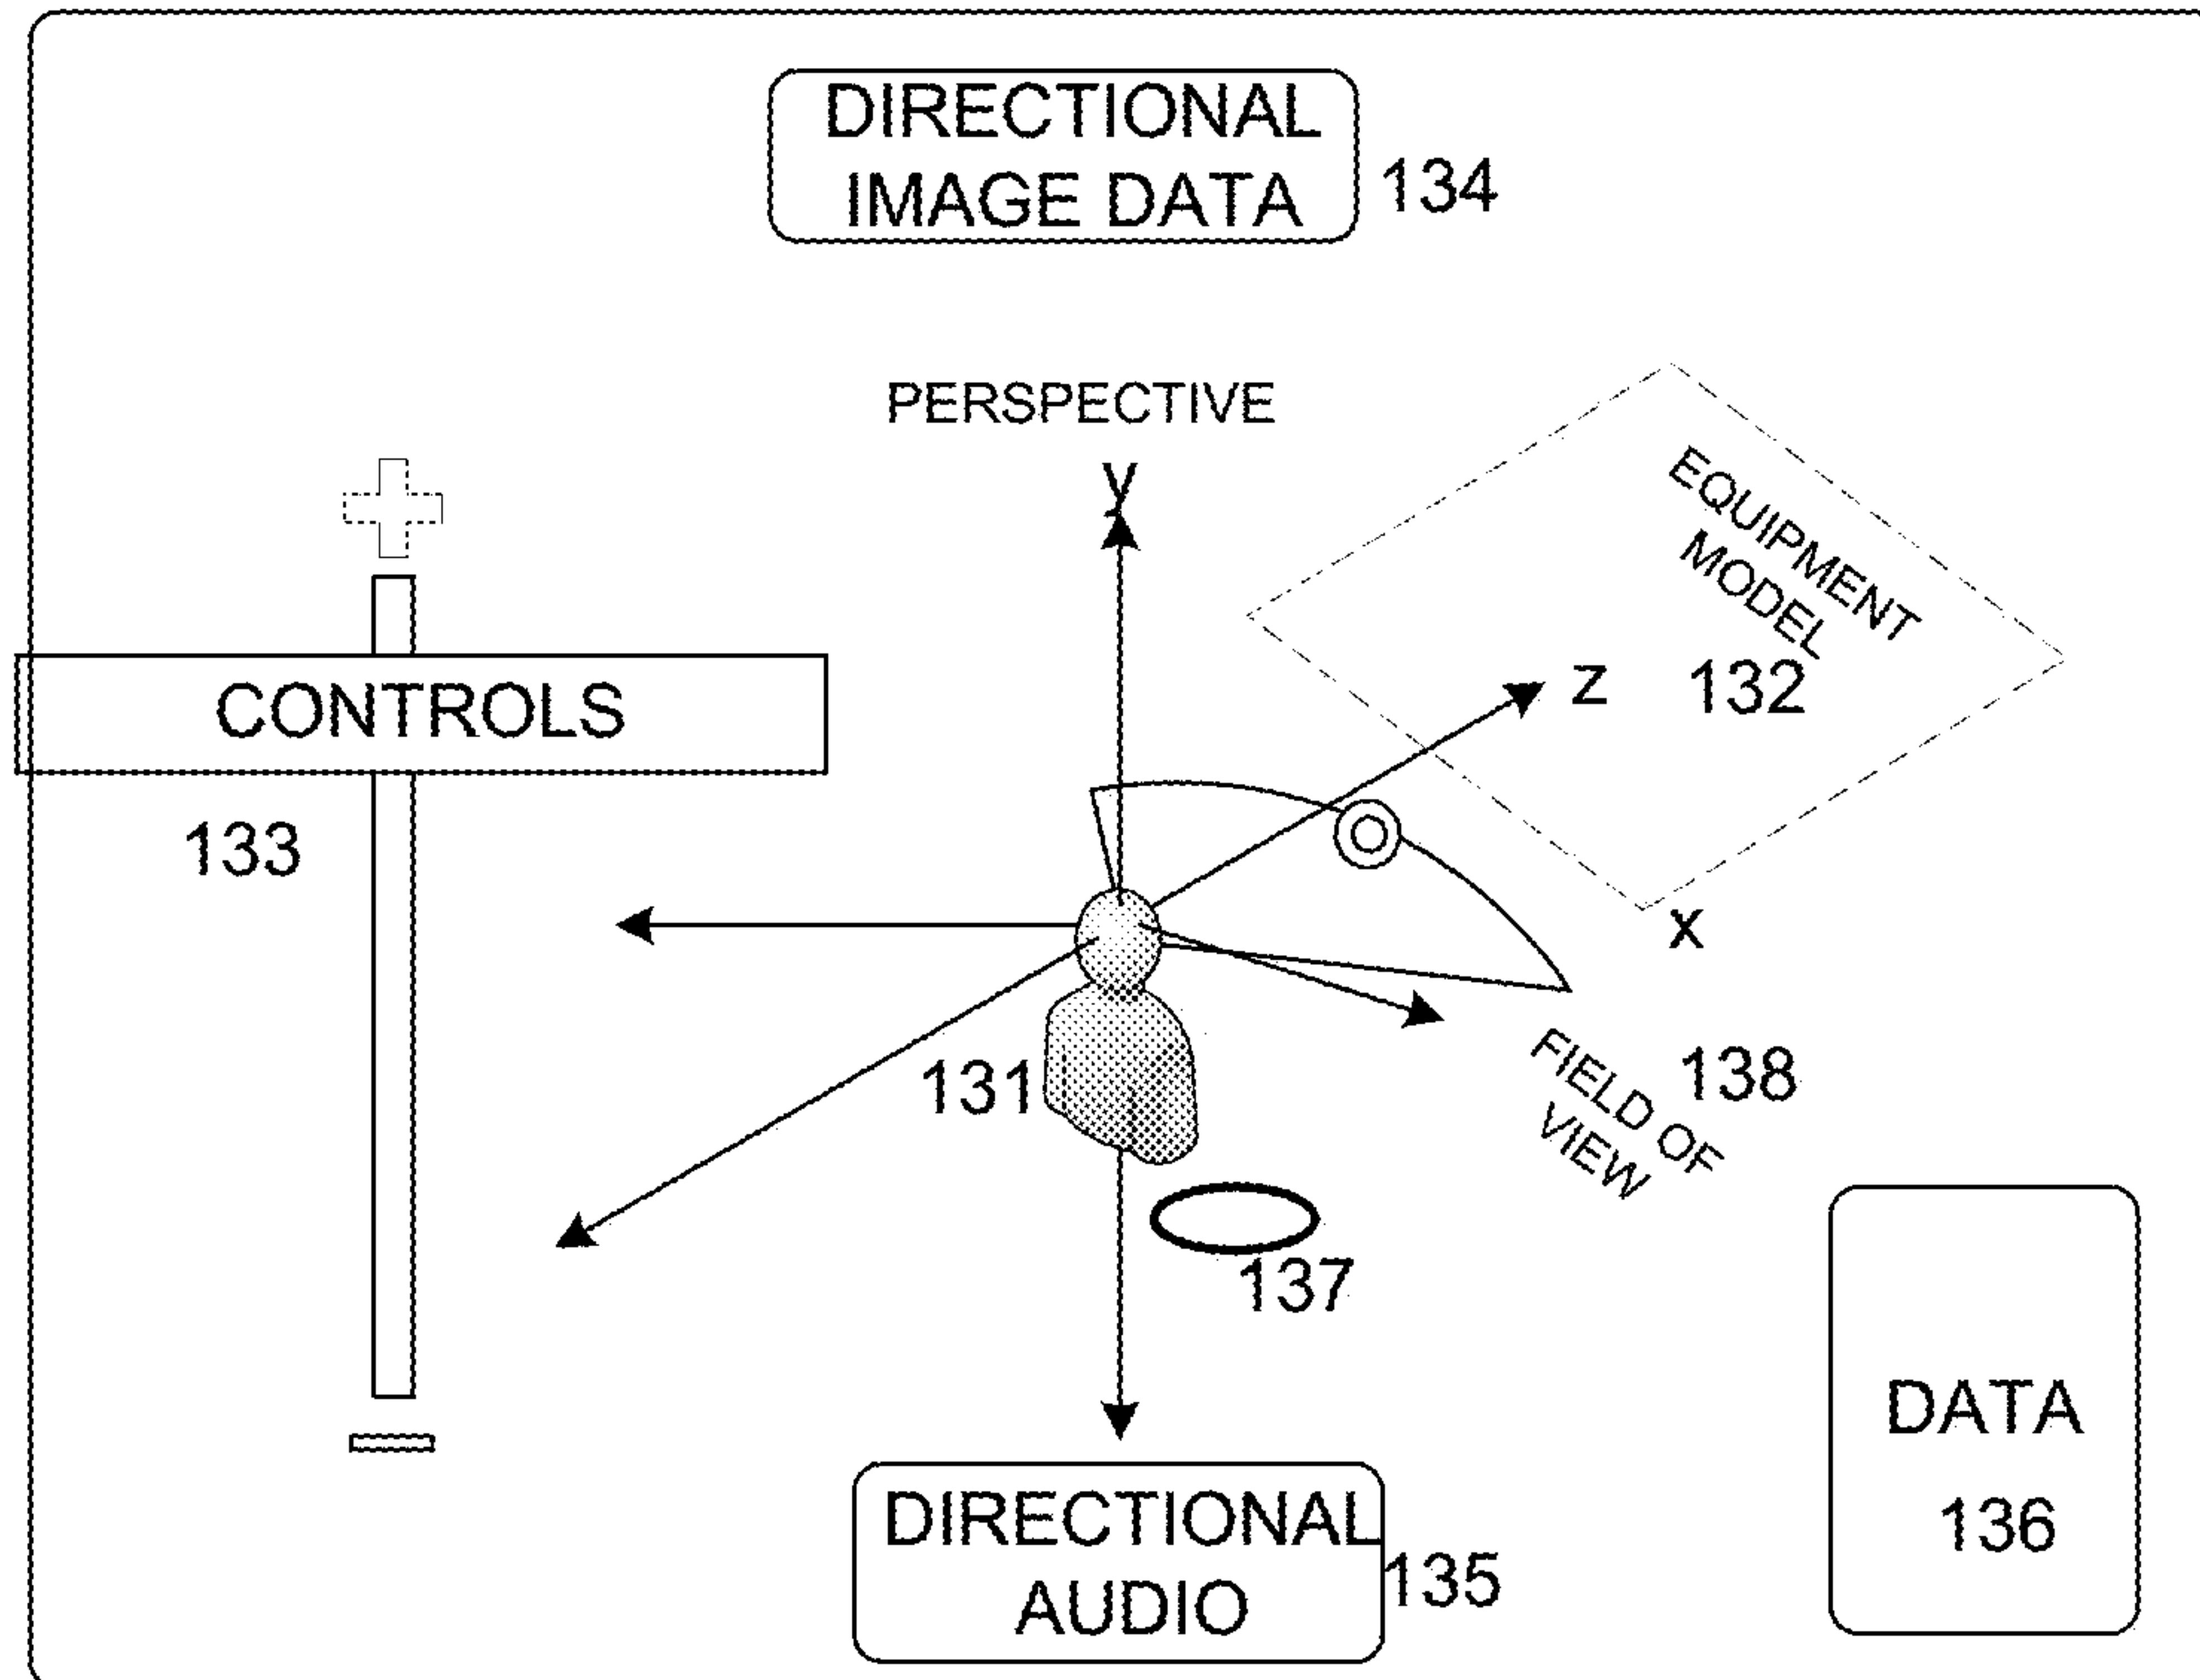 DIRECTIONAL
IMAGE DATA
134
PERSPECTIVE
y
EQUIPMENT
MODEL
132
z
CONTROLS
133
x
131
138
FIELD OF
VIEW
137
DATA
136
DIRECTIONAL
AUDIO
135